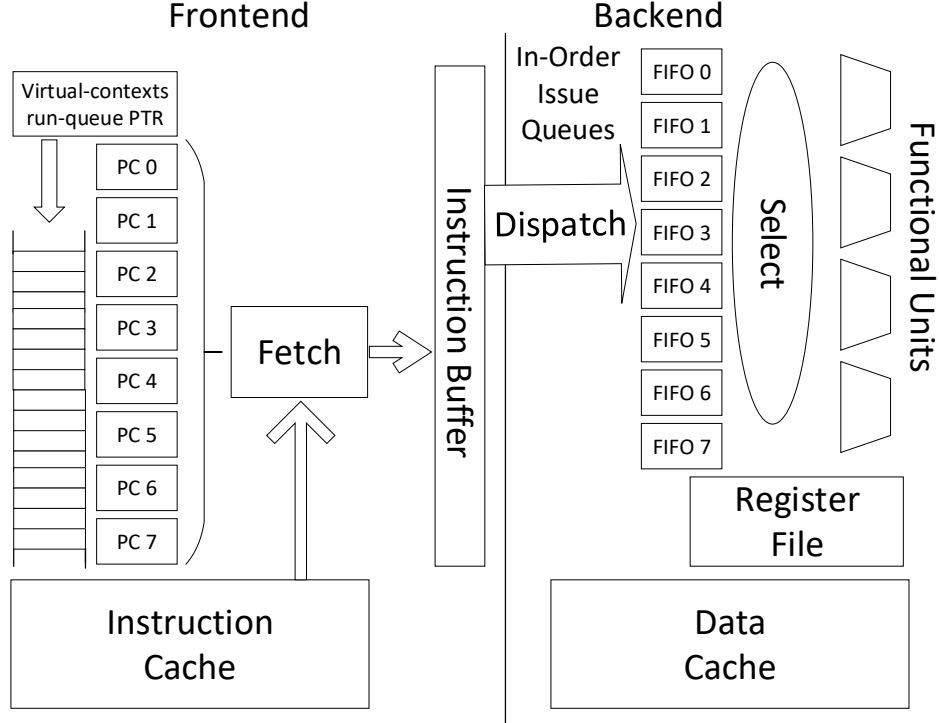 Frontend
Backend
Virtual-contexts
run-queue PTR
PC 0
PC 1
PC 2
PC 3
PC 4
PC 5
PC 6
PC 7
Fetch
Instruction
Cache
Instruction Buffer
Dispatch
In-Order
Issue
Queues
FIFO 0
FIFO 1
FIFO 2
FIFO 3
FIFO 4
FIFO 5
FIFO 6
FIFO 7
Select
Functional Units
Register
File
Data
Cache